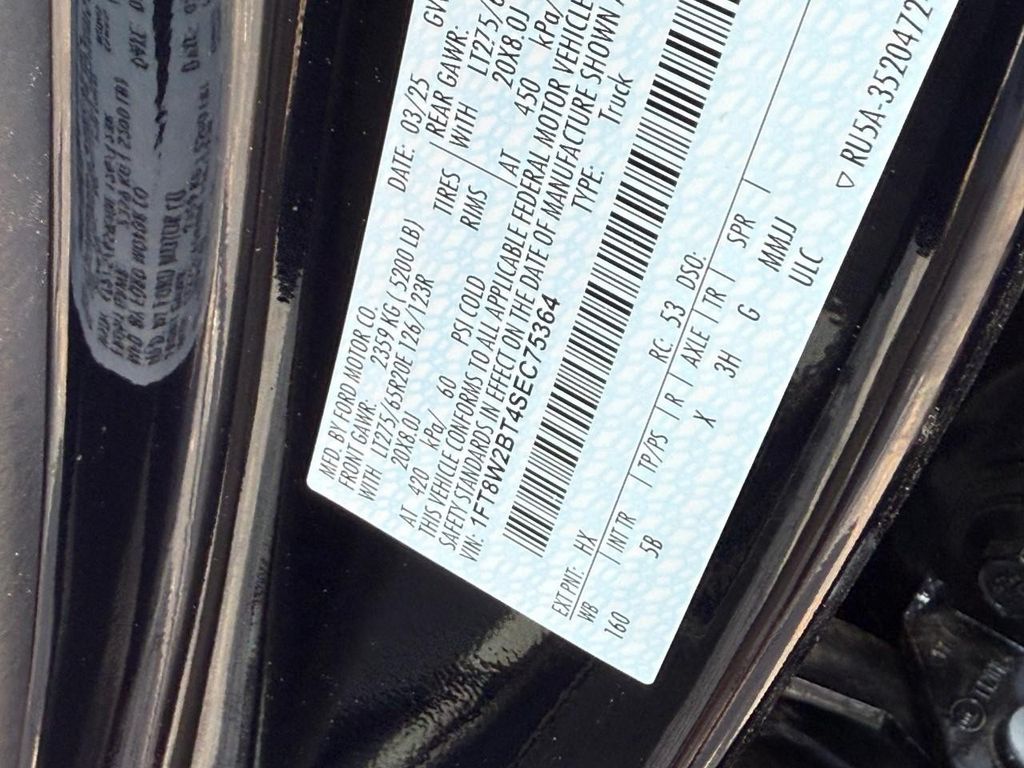 MFD. BY FORD MOTOR CO.
DATE: 03/25
FRONT GAWR: 2359 KG ( 5200 LB)
REAR GAWR:
WITH LT275/65R20E 126/123R TIRES
WITH
20X8.0J RIMS
20X8.0J
AT 420 kPa/ 60 PSI COLD
AT 450 kPa/
THIS VEHICLE CONFORMS TO ALL APPLICABLE FEDERAL MOTOR VEHICLE
SAFETY STANDARDS IN EFFECT ON THE DATE OF MANUFACTURE SHOWN
VIN: 1FT8W2BT4SEC75364
TYPE: Truck
EXT PNT: HX RC: 53 DSO:
WB INTR TP/PS R AXLE TR SPR
160 5B X 3H G MMJJ
ULC
RU5A-3520472